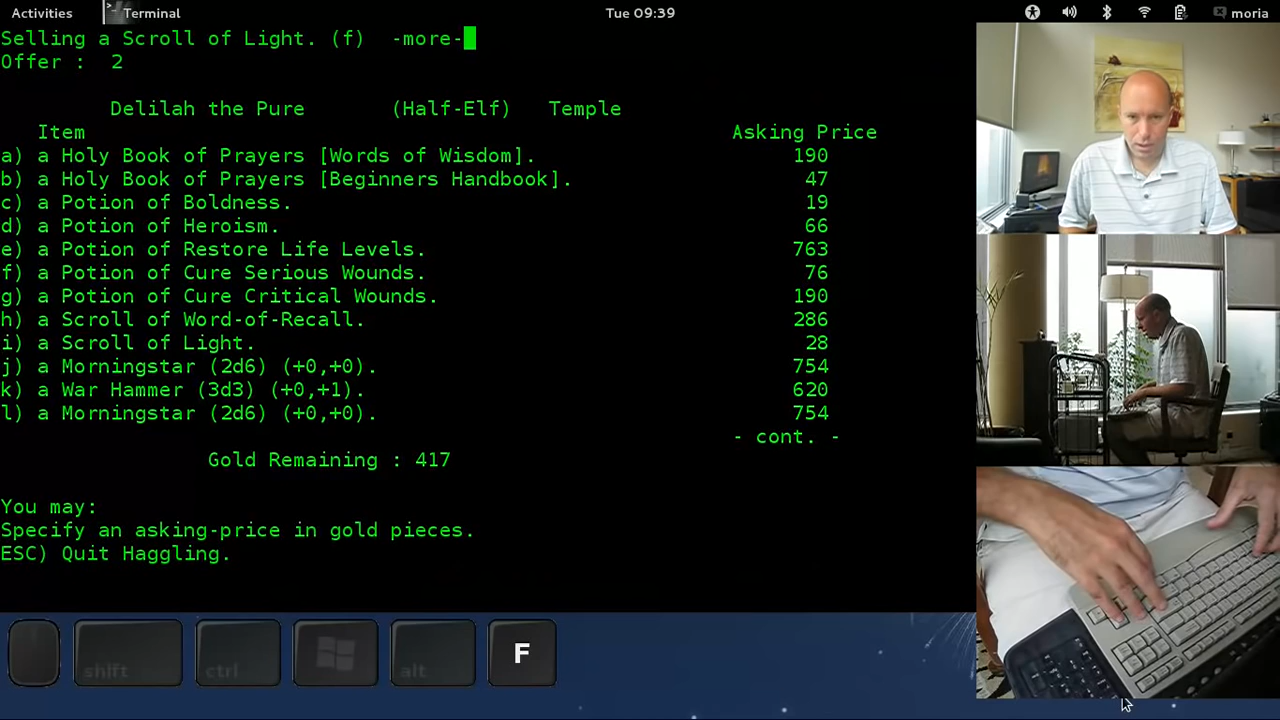 Activities Terminal Tue 09:39 moria
Selling a Scroll of Light. (f) -more-
Offer : 2
Delilah the Pure (Half-Elf) Temple
Item Asking Price
a) a Holy Book of Prayers [Words of Wisdom]. 190
b) a Holy Book of Prayers [Beginners Handbook]. 47
c) a Potion of Boldness. 19
d) a Potion of Heroism. 66
e) a Potion of Restore Life Levels. 763
f) a Potion of Cure Serious Wounds. 76
g) a Potion of Cure Critical Wounds. 190
h) a Scroll of Word-of-Recall. 286
i) a Scroll of Light. 28
j) a Morningstar (2d6) (+0,+0). 754
k) a War Hammer (3d3) (+0,+1). 620
l) a Morningstar (2d6) (+0,+0). 754
- cont. -
Gold Remaining : 417
You may:
Specify an asking-price in gold pieces.
ESC) Quit Haggling.
shift ctrl alt F